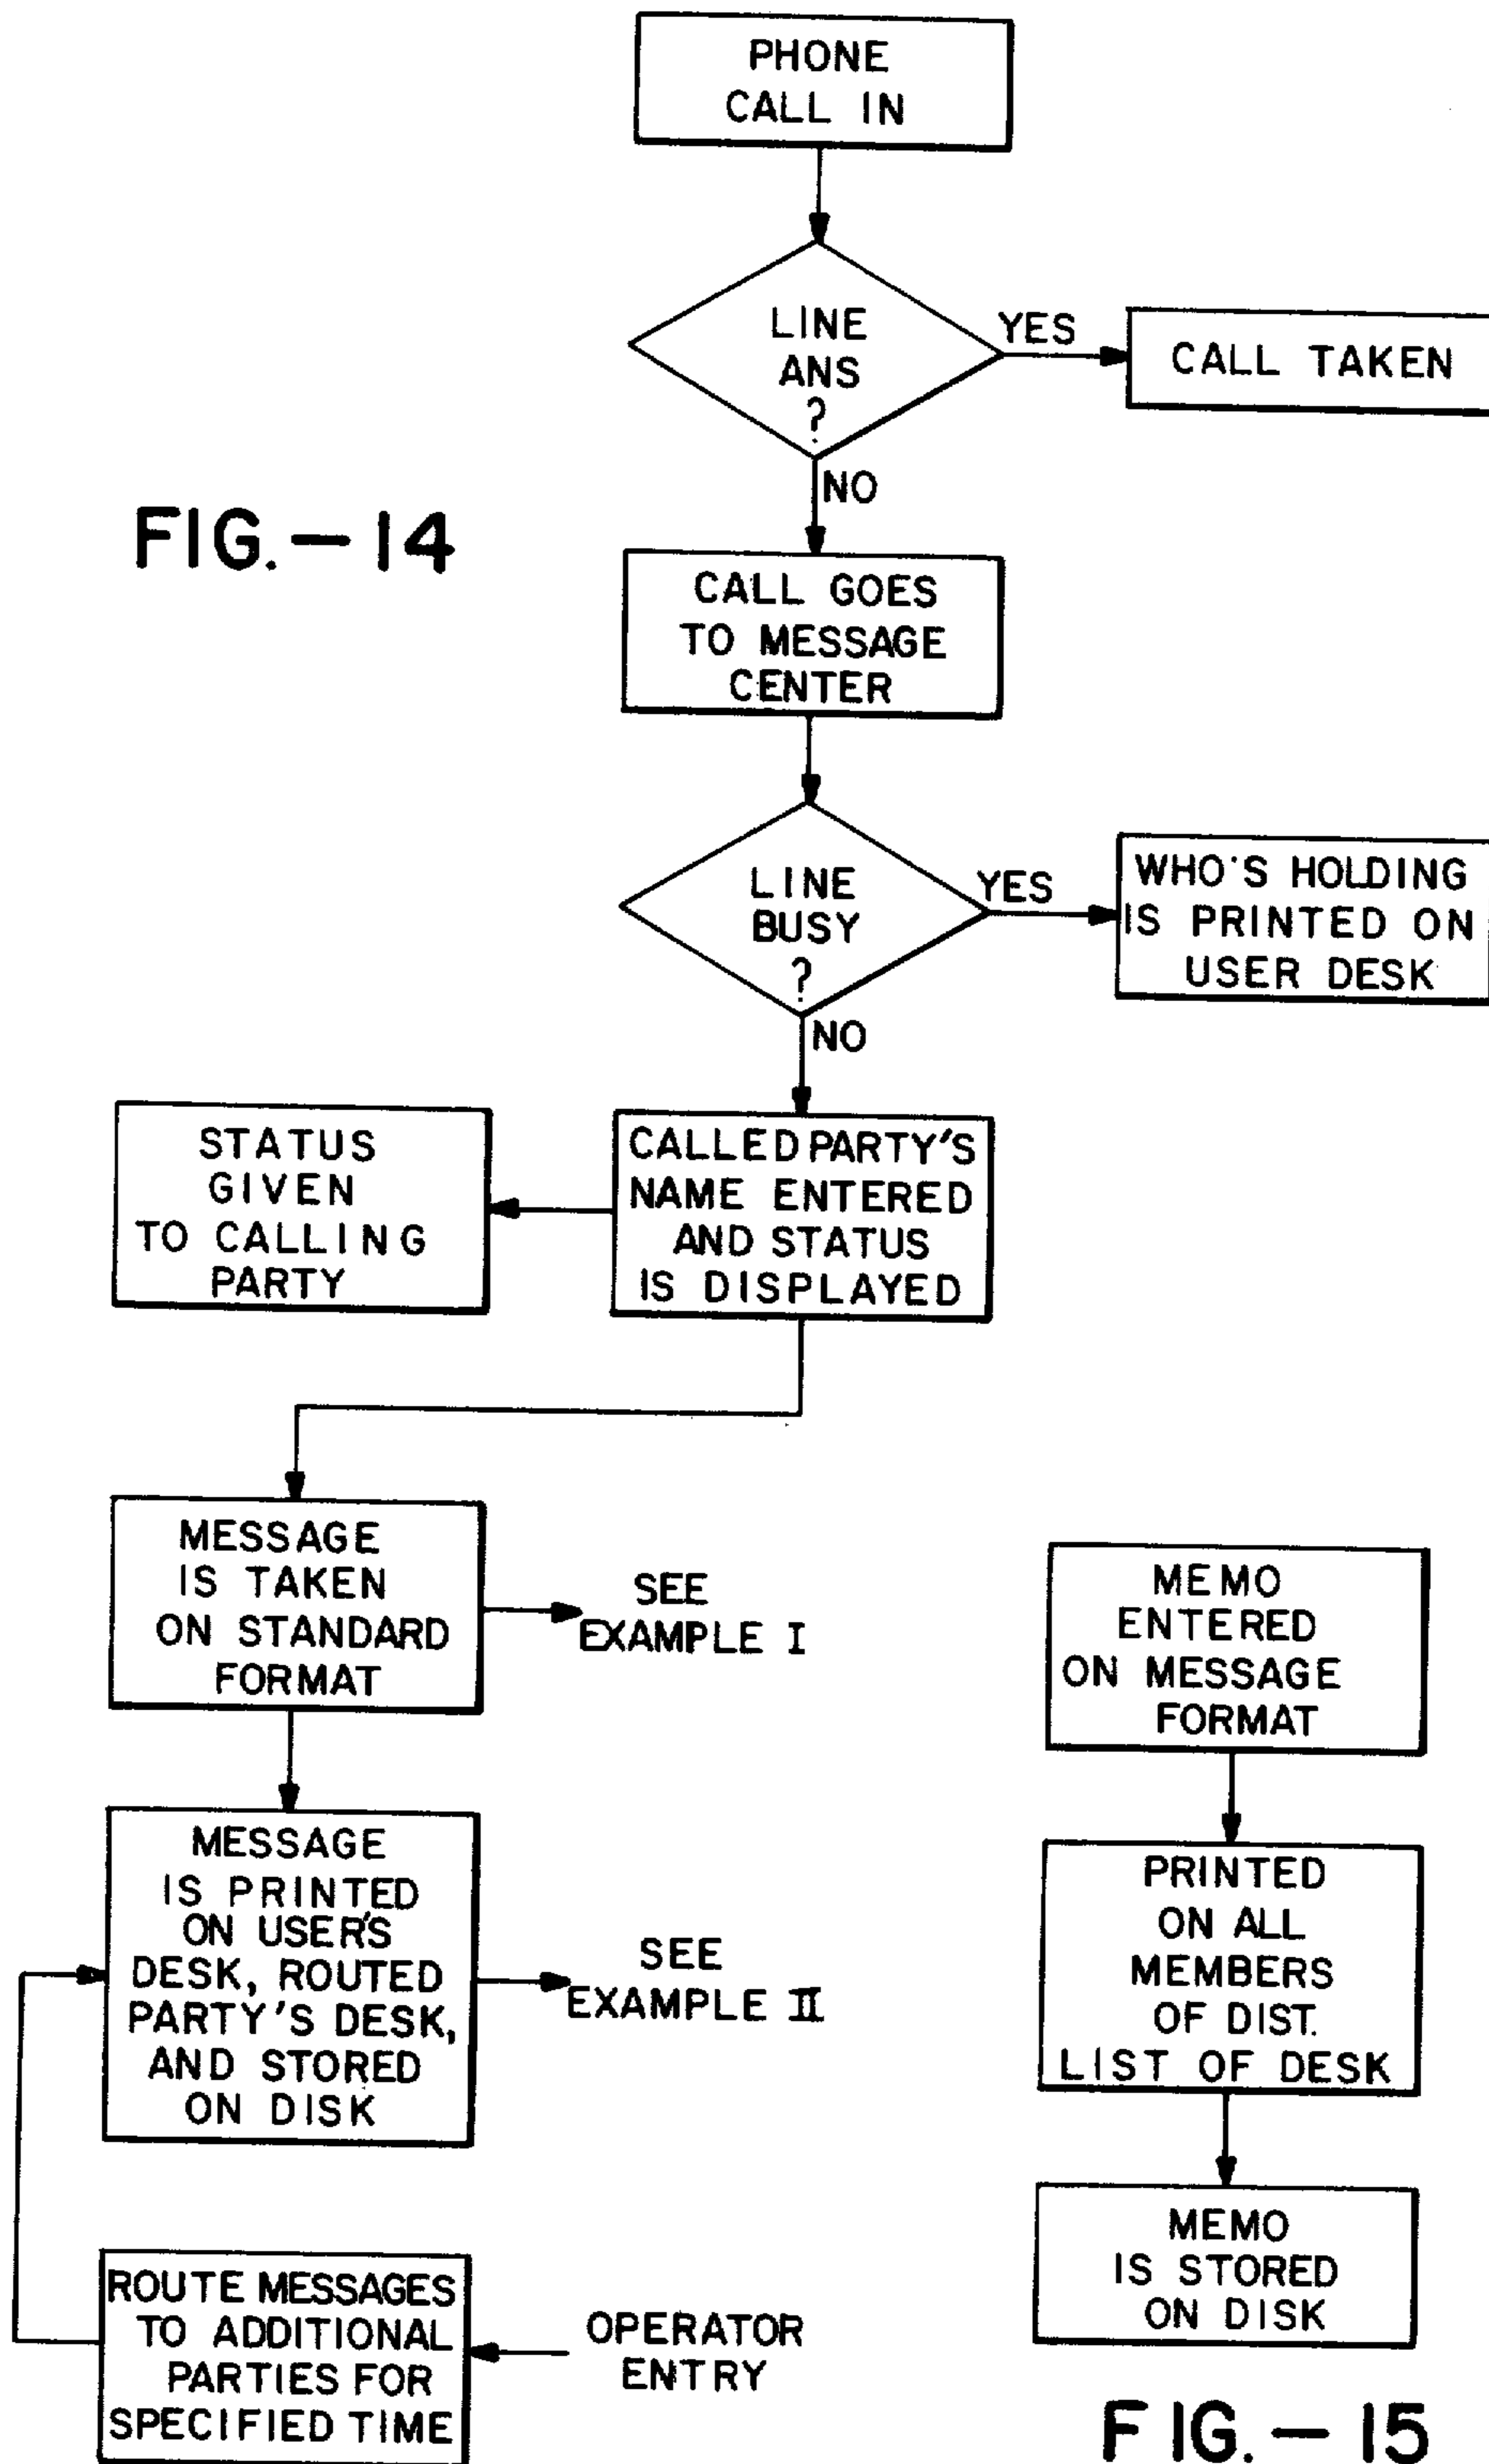 PHONE
CALL IN
LINE
ANS
?
YES
CALL TAKEN
NO
FIG.-14
CALL GOES
TO MESSAGE
CENTER
LINE
BUSY
?
YES
WHO'S HOLDING
IS PRINTED ON
USER DESK
NO
CALLED PARTY'S
NAME ENTERED
AND STATUS
IS DISPLAYED
STATUS
GIVEN
TO CALLING
PARTY
MESSAGE
IS TAKEN
ON STANDARD
FORMAT
SEE
EXAMPLE I
MESSAGE
IS PRINTED
ON USER'S
DESK, ROUTED
PARTY'S DESK,
AND STORED
ON DISK
SEE
EXAMPLE II
ROUTE MESSAGES
TO ADDITIONAL
PARTIES FOR
SPECIFIED TIME
OPERATOR
ENTRY
MEMO
ENTERED
ON MESSAGE
FORMAT
PRINTED
ON ALL
MEMBERS
OF DIST.
LIST OF DESK
MEMO
IS STORED
ON DISK
FIG.-15